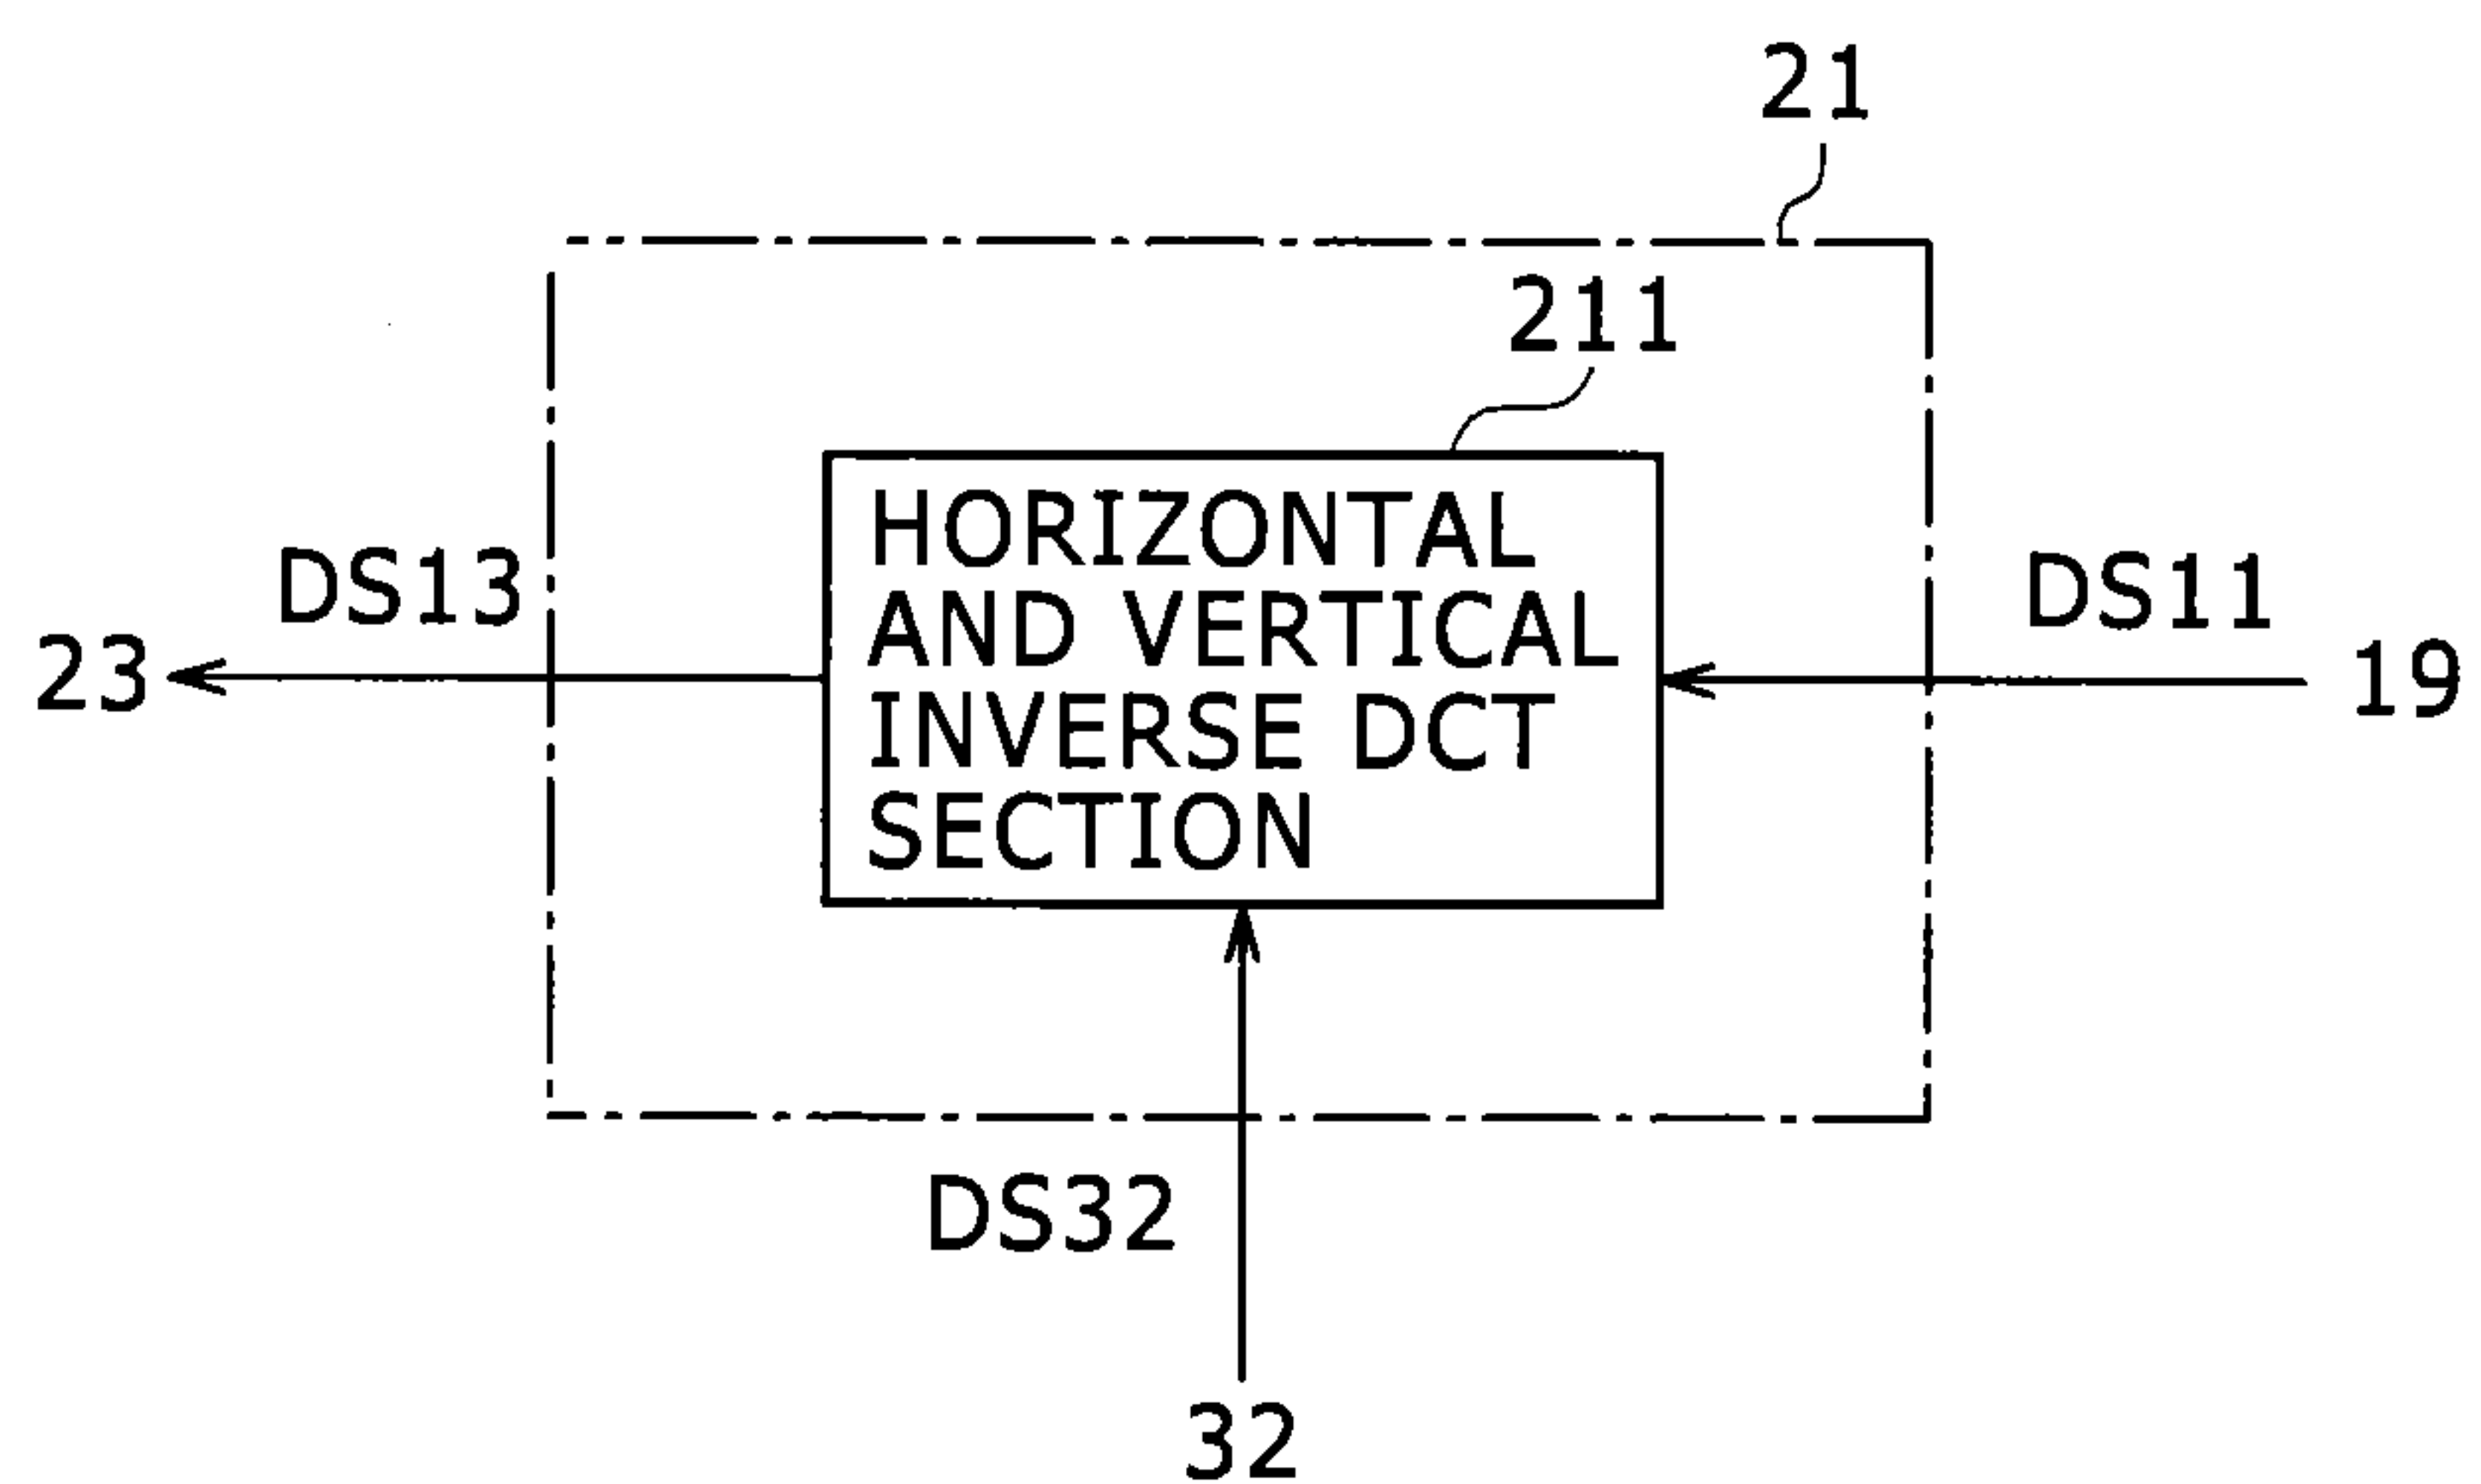 21
211
HORIZONTAL
AND VERTICAL
INVERSE DCT
SECTION
DS13
23
DS11
19
DS32
32